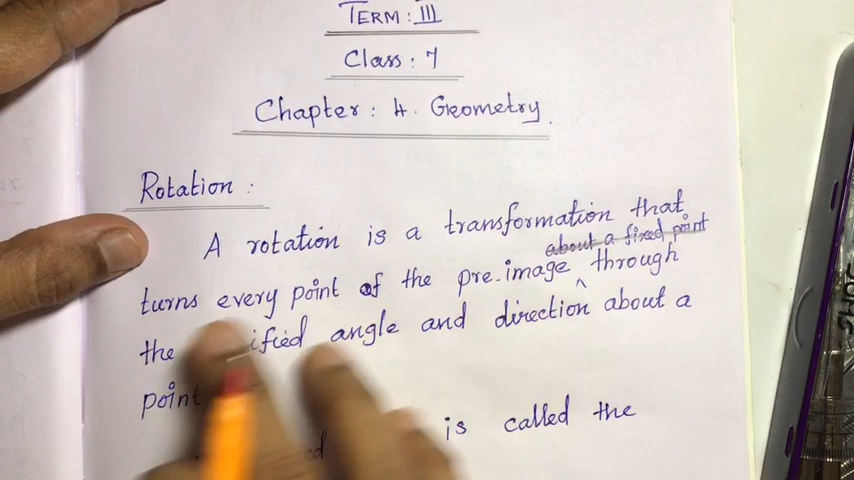 TERM : III
Class : 7
Chapter : 4. Geometry.
Rotation :
A rotation is a transformation that
about a fixed point
turns every point of the pre-image ^ through
the angle and direction about a
point
is called the